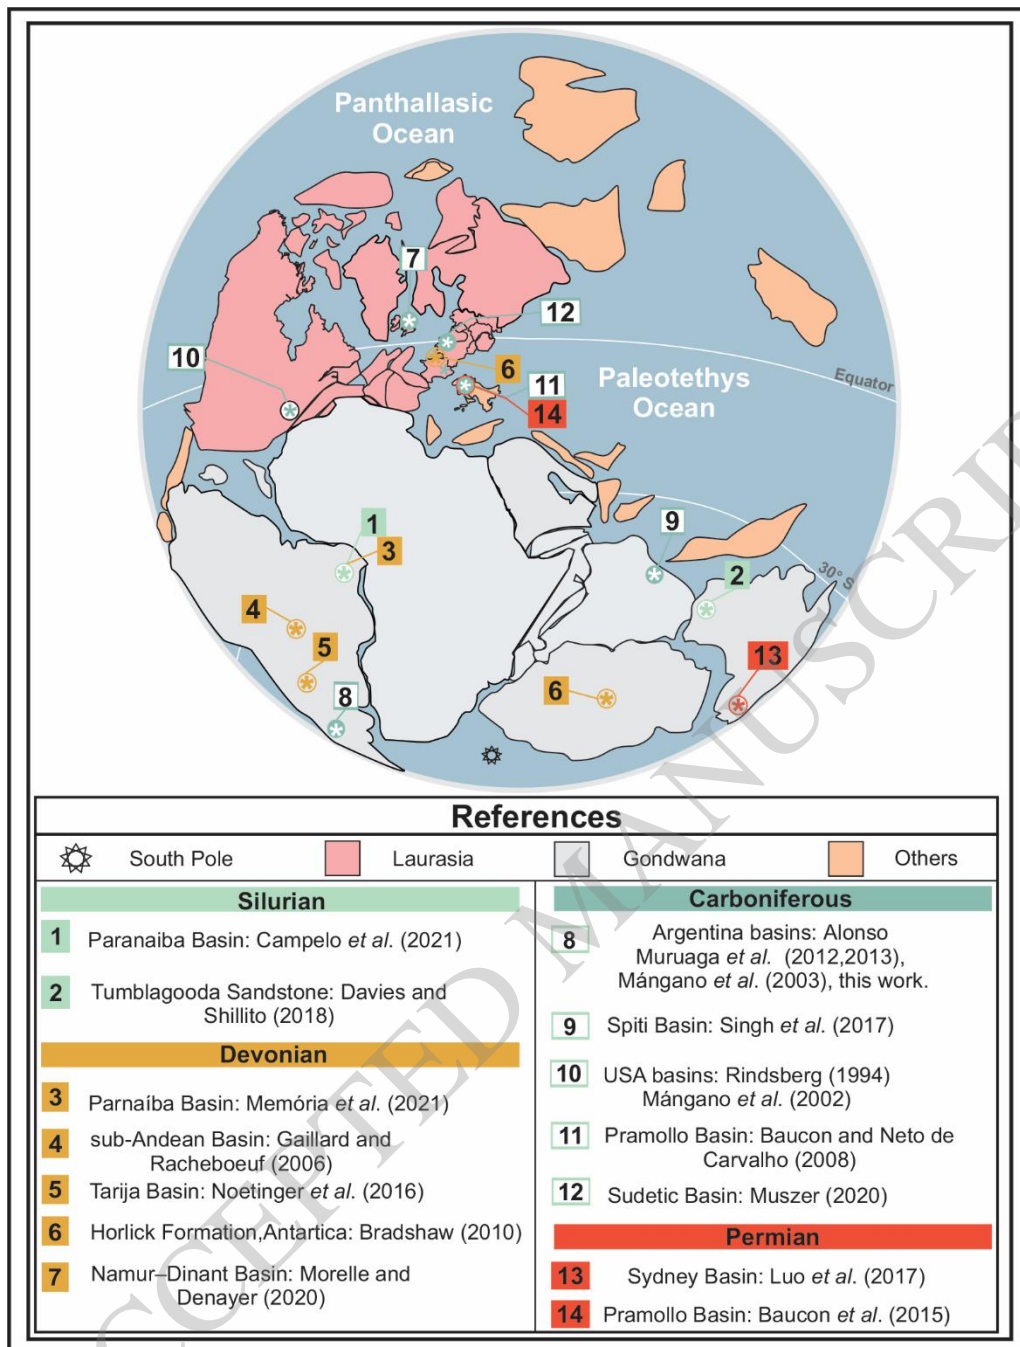 Panthallasic
Ocean
7
12
10
6
Paleotethys
Ocean
Equator
11
14
1
3
9
2
30° S
4
5
13
8
6
References
South Pole
Laurasia
Gondwana
Others
Silurian
1 Paranaiba Basin: Campelo et al. (2021)
2 Tumblagooda Sandstone: Davies and
Shillito (2018)
Devonian
3 Parnaíba Basin: Memória et al. (2021)
4 sub-Andean Basin: Gaillard and
Racheboeuf (2006)
5 Tarija Basin: Noetinger et al. (2016)
6 Horlick Formation,Antartica: Bradshaw (2010)
7 Namur–Dinant Basin: Morelle and
Denayer (2020)
Carboniferous
8 Argentina basins: Alonso
Muruaga et al. (2012,2013),
Mángano et al. (2003), this work.
9 Spiti Basin: Singh et al. (2017)
10 USA basins: Rindsberg (1994)
Mángano et al. (2002)
11 Pramollo Basin: Baucon and Neto de
Carvalho (2008)
12 Sudetic Basin: Muszer (2020)
Permian
13 Sydney Basin: Luo et al. (2017)
14 Pramollo Basin: Baucon et al. (2015)
CCEPTED MANUSCRIP